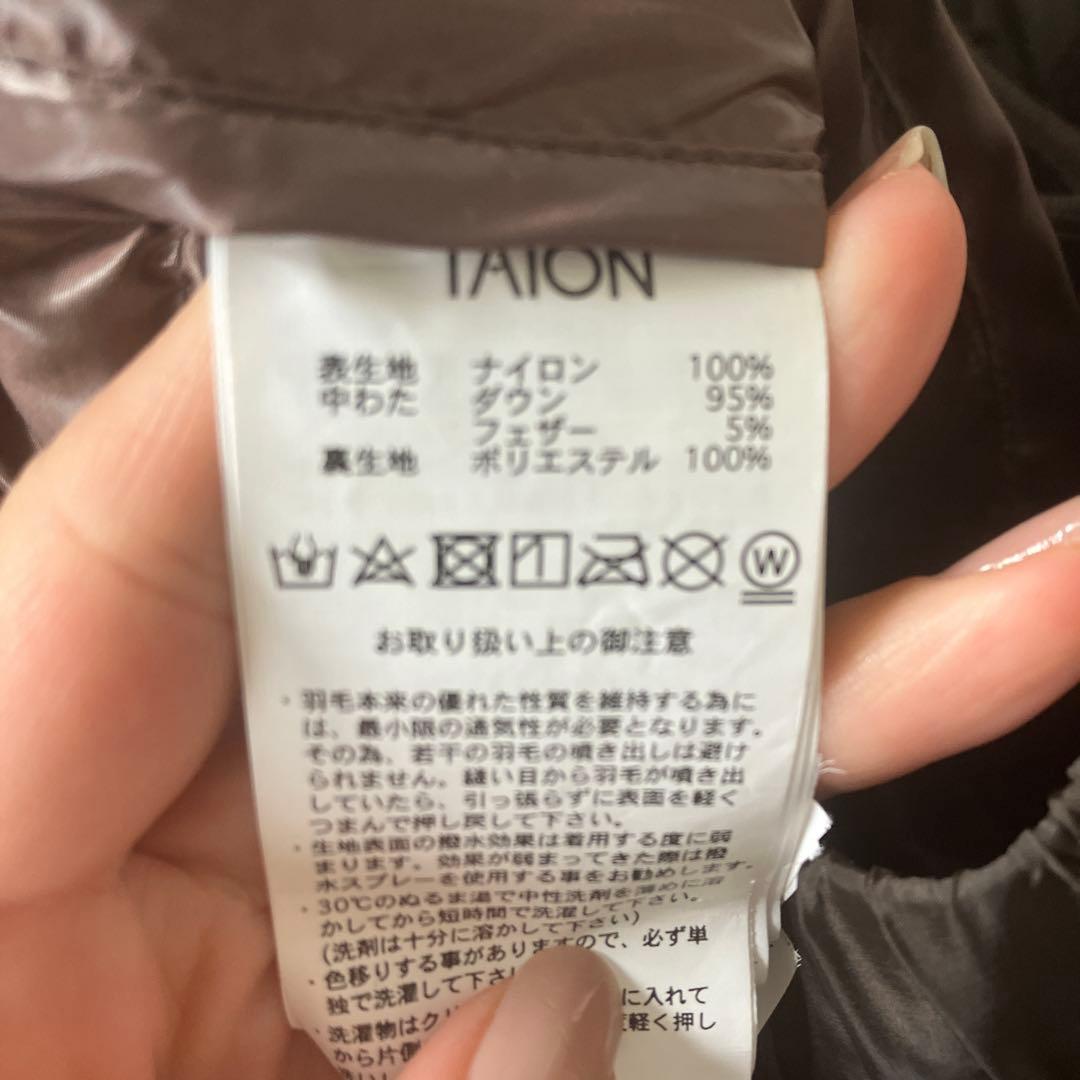 TAION
表生地 ナイロン 100%
中わた ダウン 95%
フェザー 5%
裏生地 ポリエステル 100%
W
お取り扱い上の御注意
・羽毛本来の優れた性質を維持する為に
は、最小限の通気性が必要となります。
その為、若干の羽毛の噴き出しは避け
られません。縫い目から羽毛が噴き出
していたら、引っ張らずに表面を軽く
つまんで押し戻して下さい。
・生地表面の撥水効果は着用する度に弱
まります。効果が弱まってきた際は撥
水スプレーを使用する事をお勧めします。
・30℃のぬるま湯で中性洗剤を薄めに溶
かしてから短時間で洗濯して下さい。
(洗剤は十分に溶かして下さい)
・色移りする事がありますので、必ず単
独で洗濯して下さ
・洗濯物はク に入れて
から片側 軽く押し